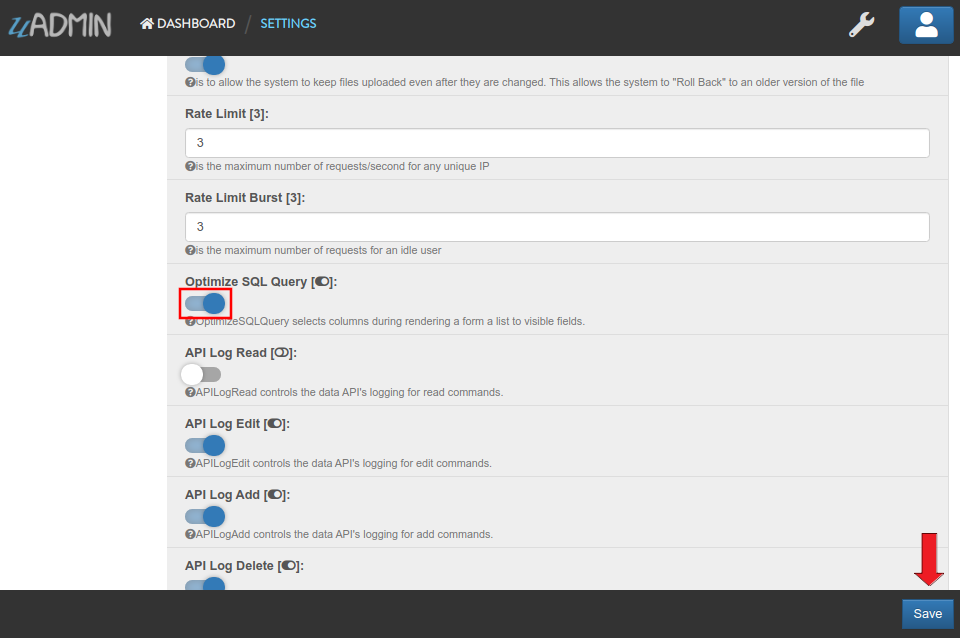 uADMIN
DASHBOARD / SETTINGS
is to allow the system to keep files uploaded even after they are changed. This allows the system to "Roll Back" to an older version of the file
Rate Limit [3]:
3
is the maximum number of requests/second for any unique IP
Rate Limit Burst [3]:
3
is the maximum number of requests for an idle user
Optimize SQL Query []:
OptimizeSQLQuery selects columns during rendering a form a list to visible fields.
API Log Read []:
APILogRead controls the data API's logging for read commands.
API Log Edit []:
APILogEdit controls the data API's logging for edit commands.
API Log Add []:
APILogAdd controls the data API's logging for add commands.
API Log Delete []:
Save